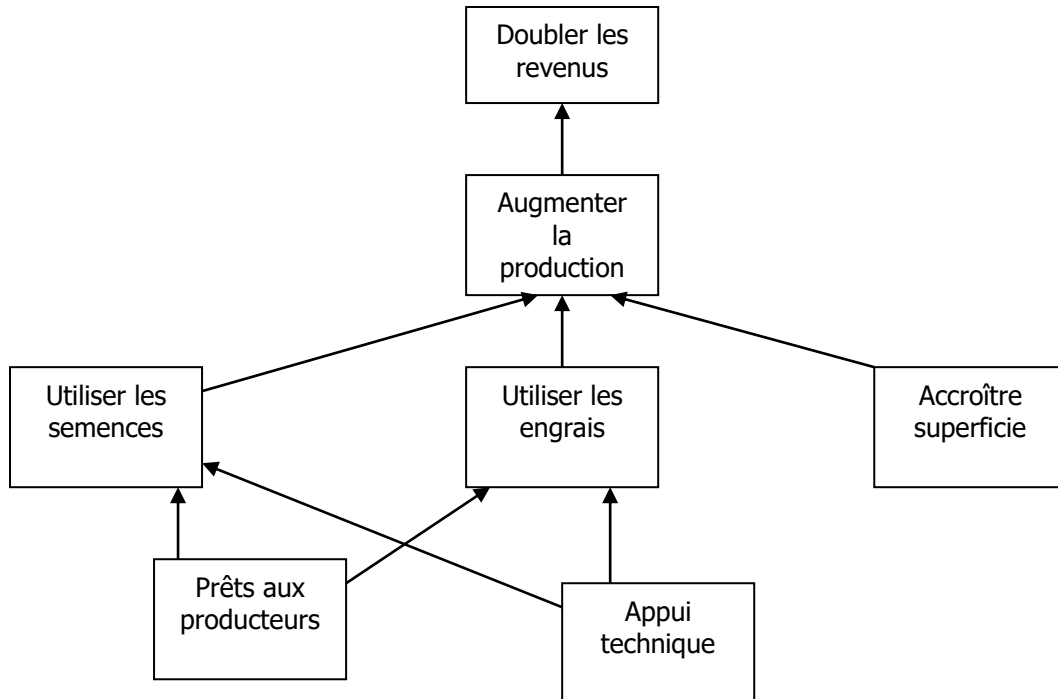 Doubler les
revenus
Augmenter
la
production
Utiliser les
semences
Utiliser les
engrais
Accroître
superficie
Prêts aux
producteurs
Appui
technique